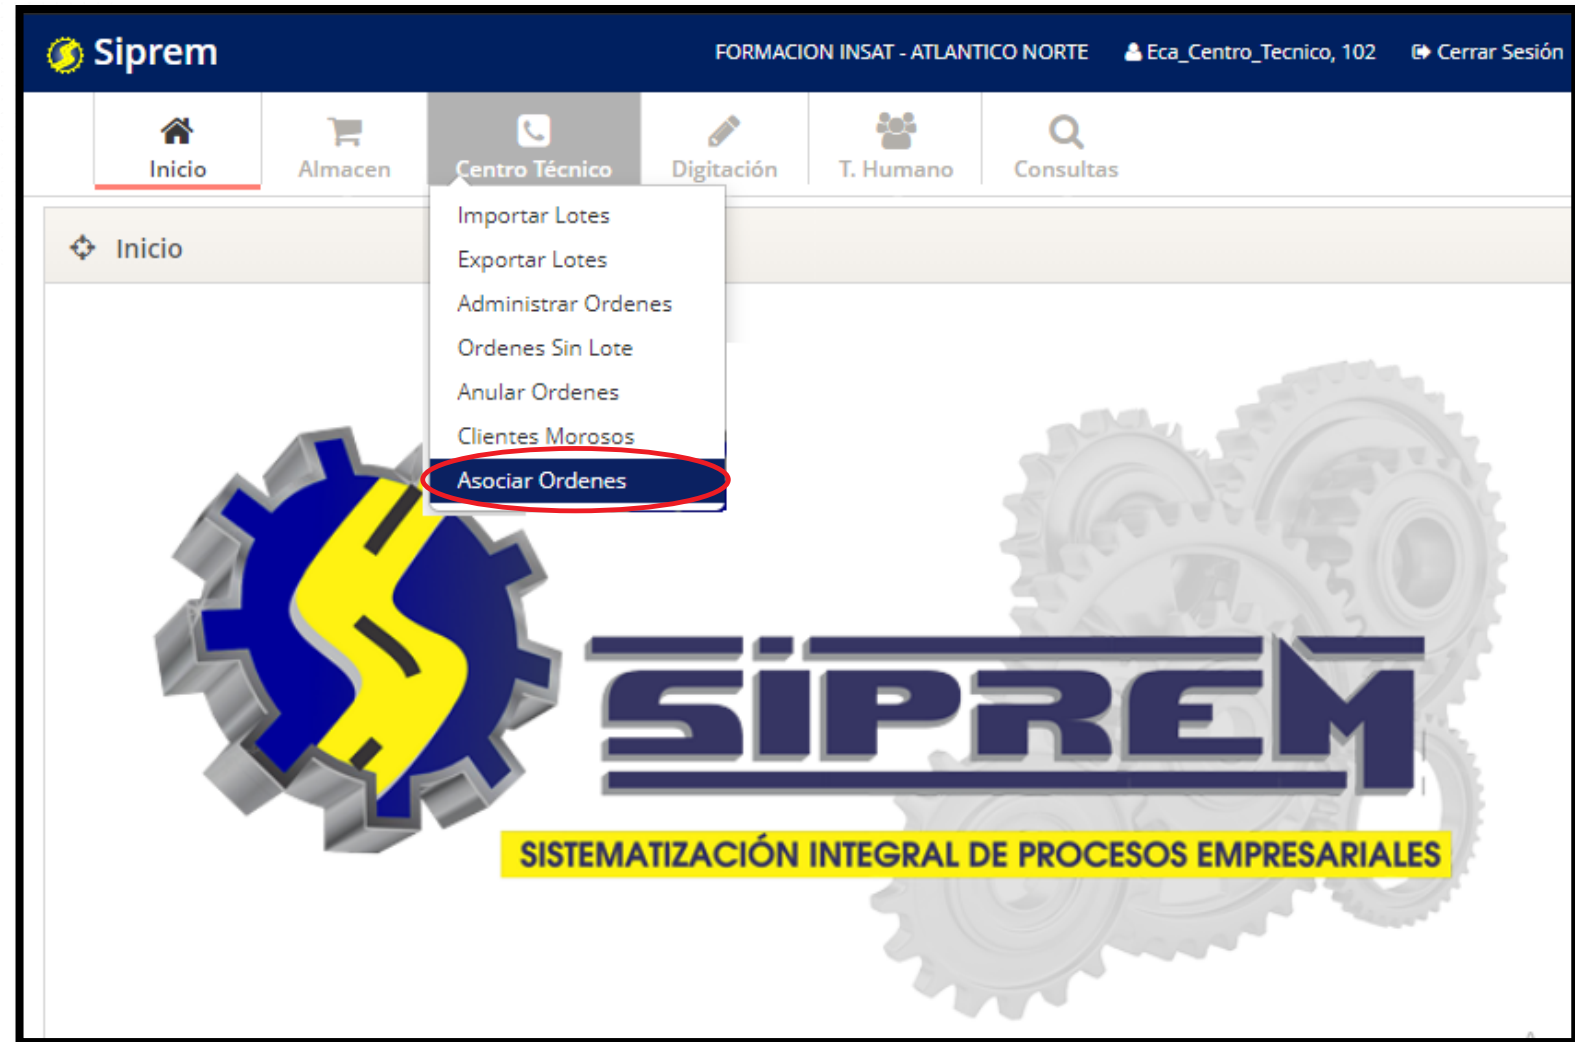 Siprem
FORMACION INSAT - ATLANTICO NORTE
Eca_Centro_Tecnico, 102
Cerrar Sesión
Inicio
Almacen
Centro Técnico
Digitación
T. Humano
Consultas
Inicio
Importar Lotes
Exportar Lotes
Administrar Ordenes
Ordenes Sin Lote
Anular Ordenes
Clientes Morosos
Asociar Ordenes
SIPREM
SISTEMATIZACIÓN INTEGRAL DE PROCESOS EMPRESARIALES